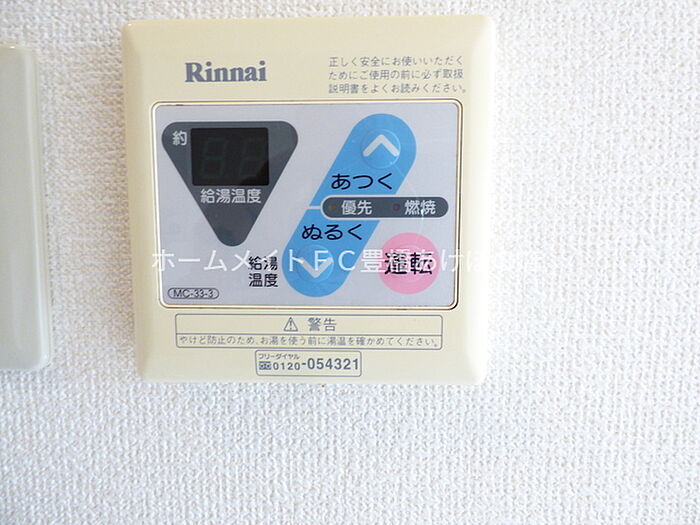 Rinnai
正しく安全にお使いいただく
ためにご使用の前に必ず取扱
説明書をよくお読みください。
約
給湯温度
あつく
優先 燃焼
ぬるく
給湯
温度
運転
MC-33-3
ホームメイトFC豊橋あけぼ
警告
やけど防止のため、お湯を使う前に湯温を確かめてください。
フリーダイヤル
0120-054321